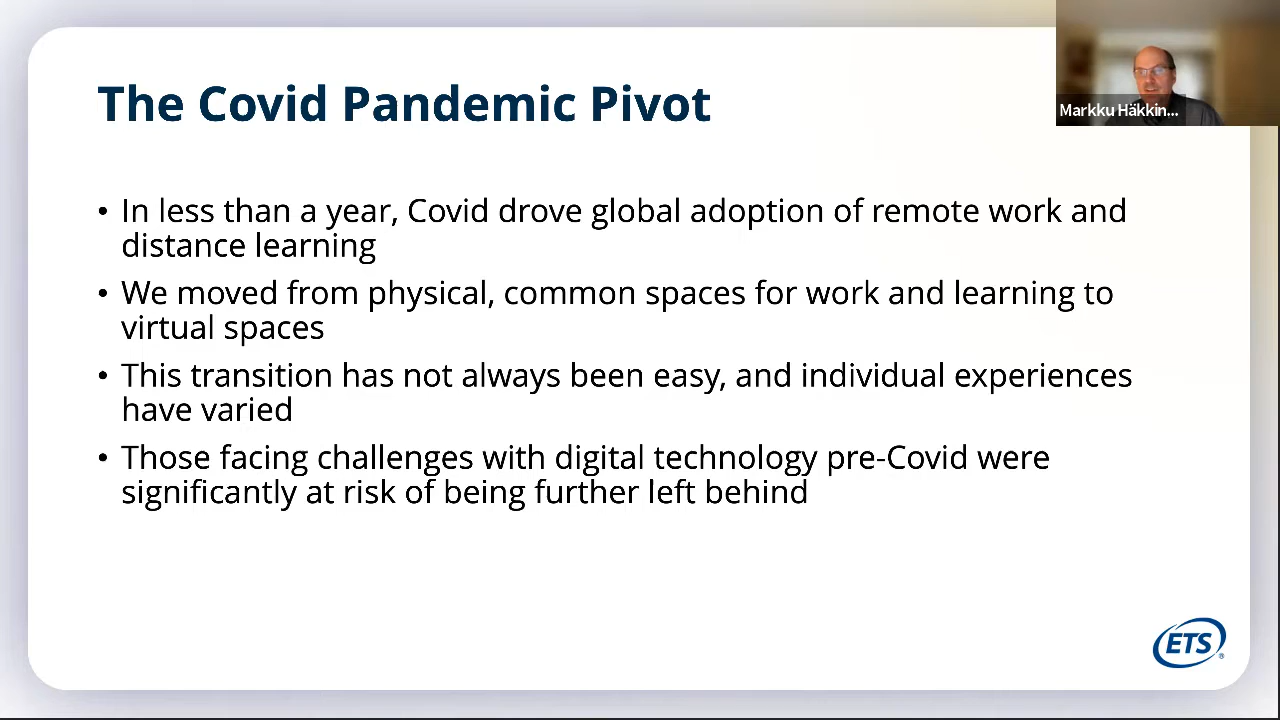 The Covid Pandemic Pivot
Markku Häkkin...
• In less than a year, Covid drove global adoption of remote work and
distance learning
• We moved from physical, common spaces for work and learning to
virtual spaces
• This transition has not always been easy, and individual experiences
have varied
• Those facing challenges with digital technology pre-Covid were
significantly at risk of being further left behind
ETS®